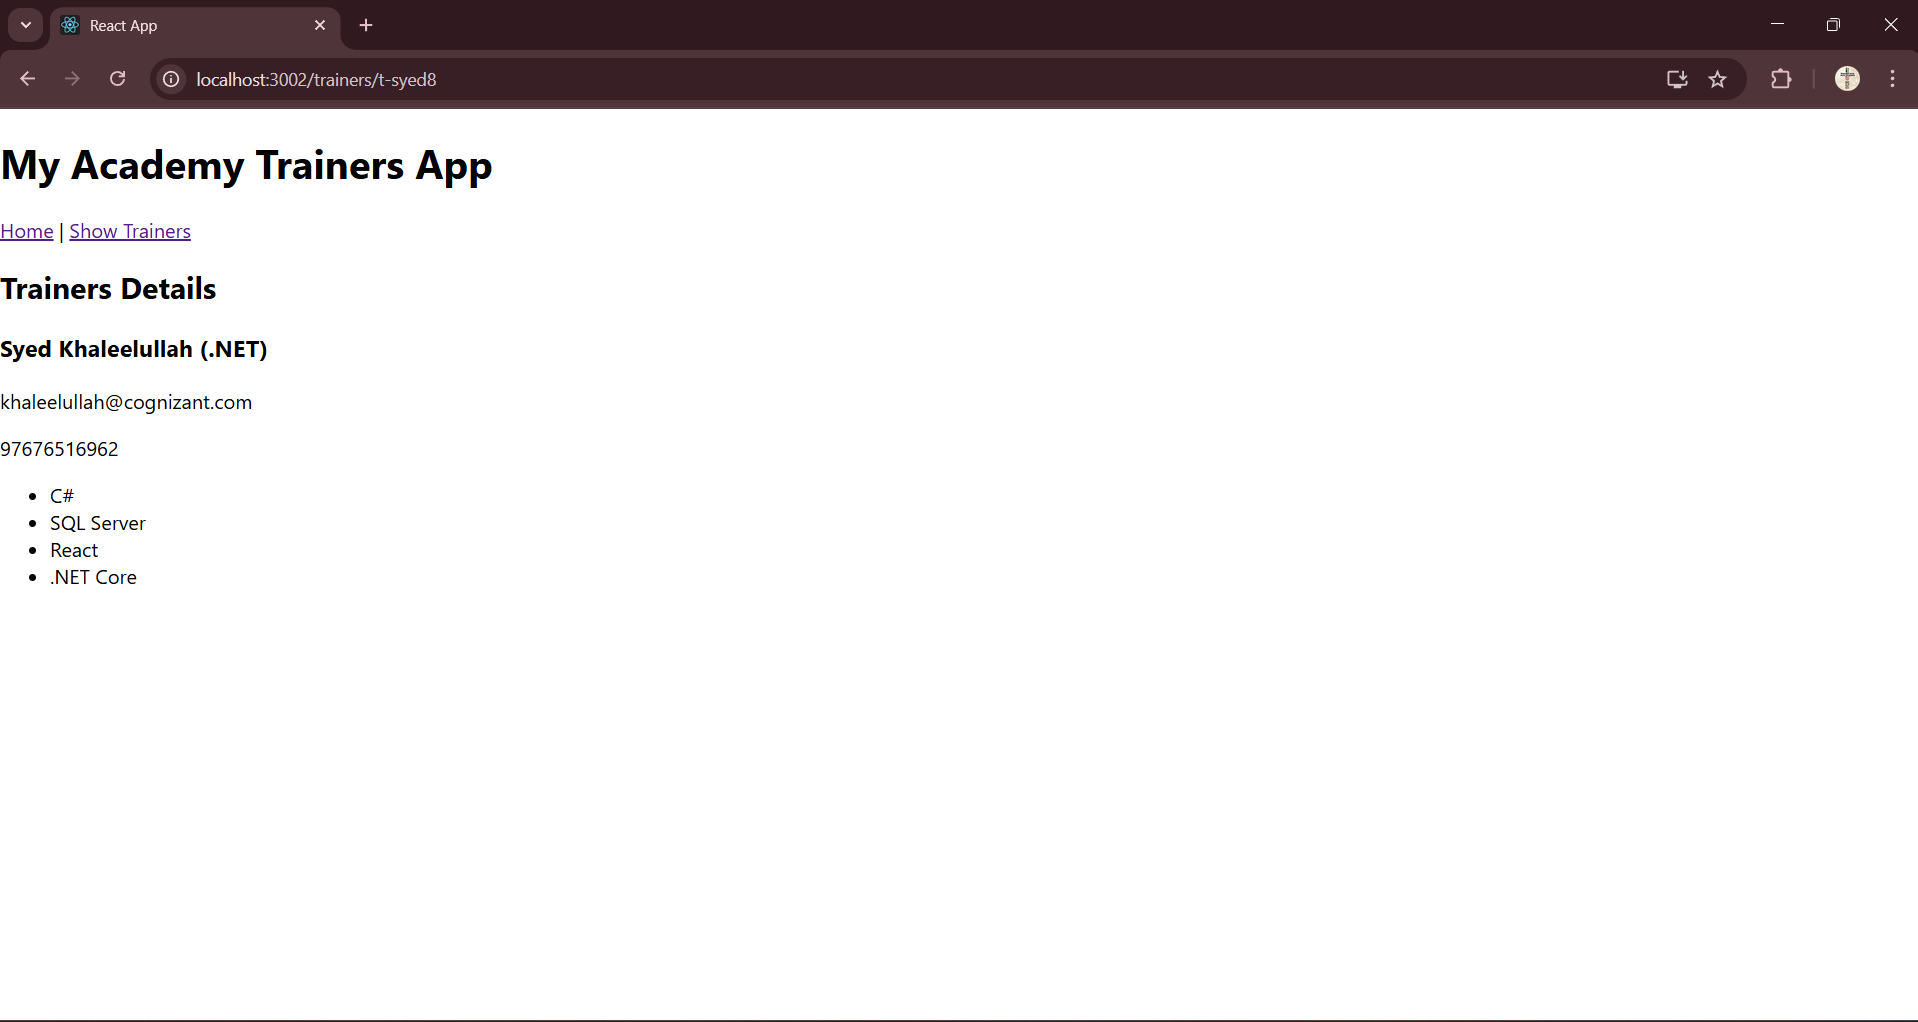 React App
localhost:3002/trainers/t-syed8
My Academy Trainers App
Home | Show Trainers
Trainers Details
Syed Khaleelullah (.NET)
khaleelullah@cognizant.com
97676516962
C#
SQL Server
React
.NET Core